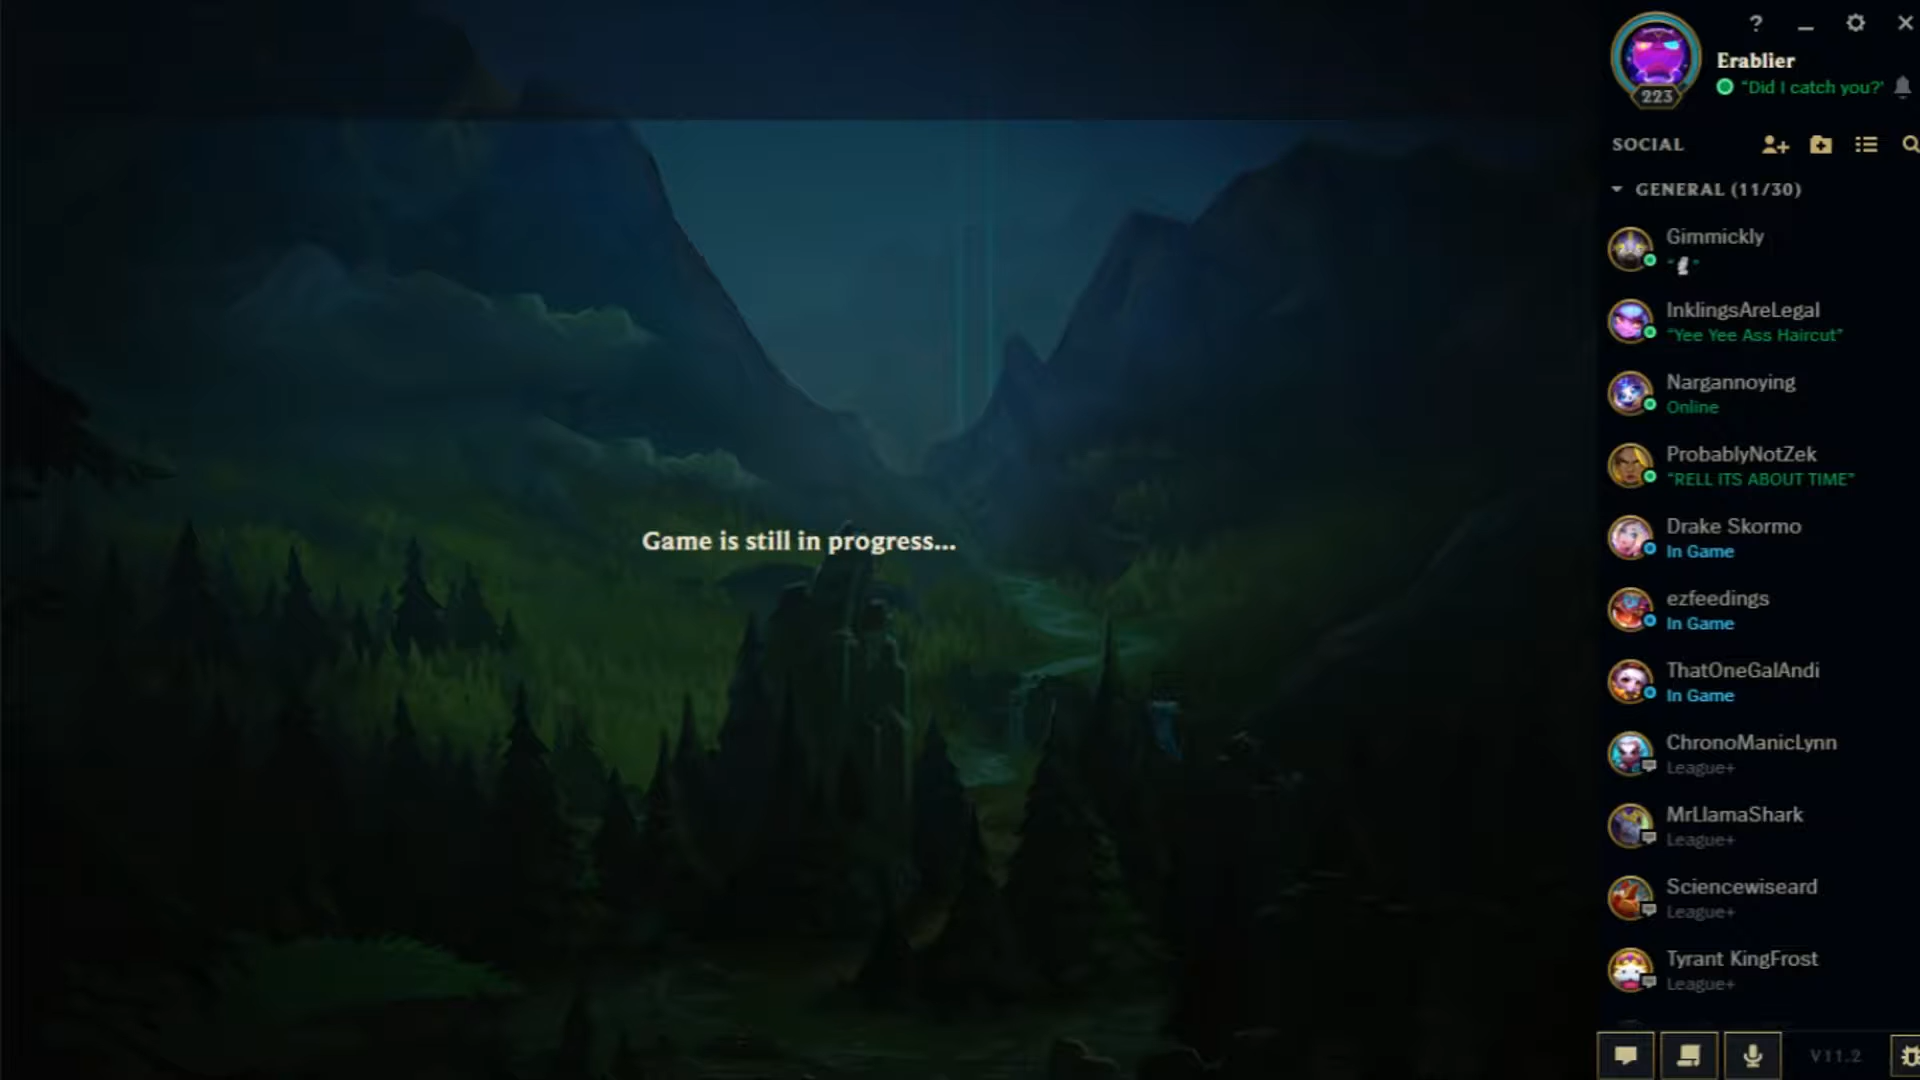 Erablier
223
"Did I catch you?"
SOCIAL
GENERAL (11/30)
Gimmickly
InklingsAreLegal
"Yee Yee Ass Haircut"
Nargannoying
Online
ProbablyNotZek
"RELL ITS ABOUT TIME"
Drake Skormo
In Game
ezfeedings
In Game
ThatOneGalAndi
In Game
ChronoManicLynn
League+
MrLlamaShark
League+
Sciencewiseard
League+
Tyrant KingFrost
League+
Game is still in progress...
V11.2